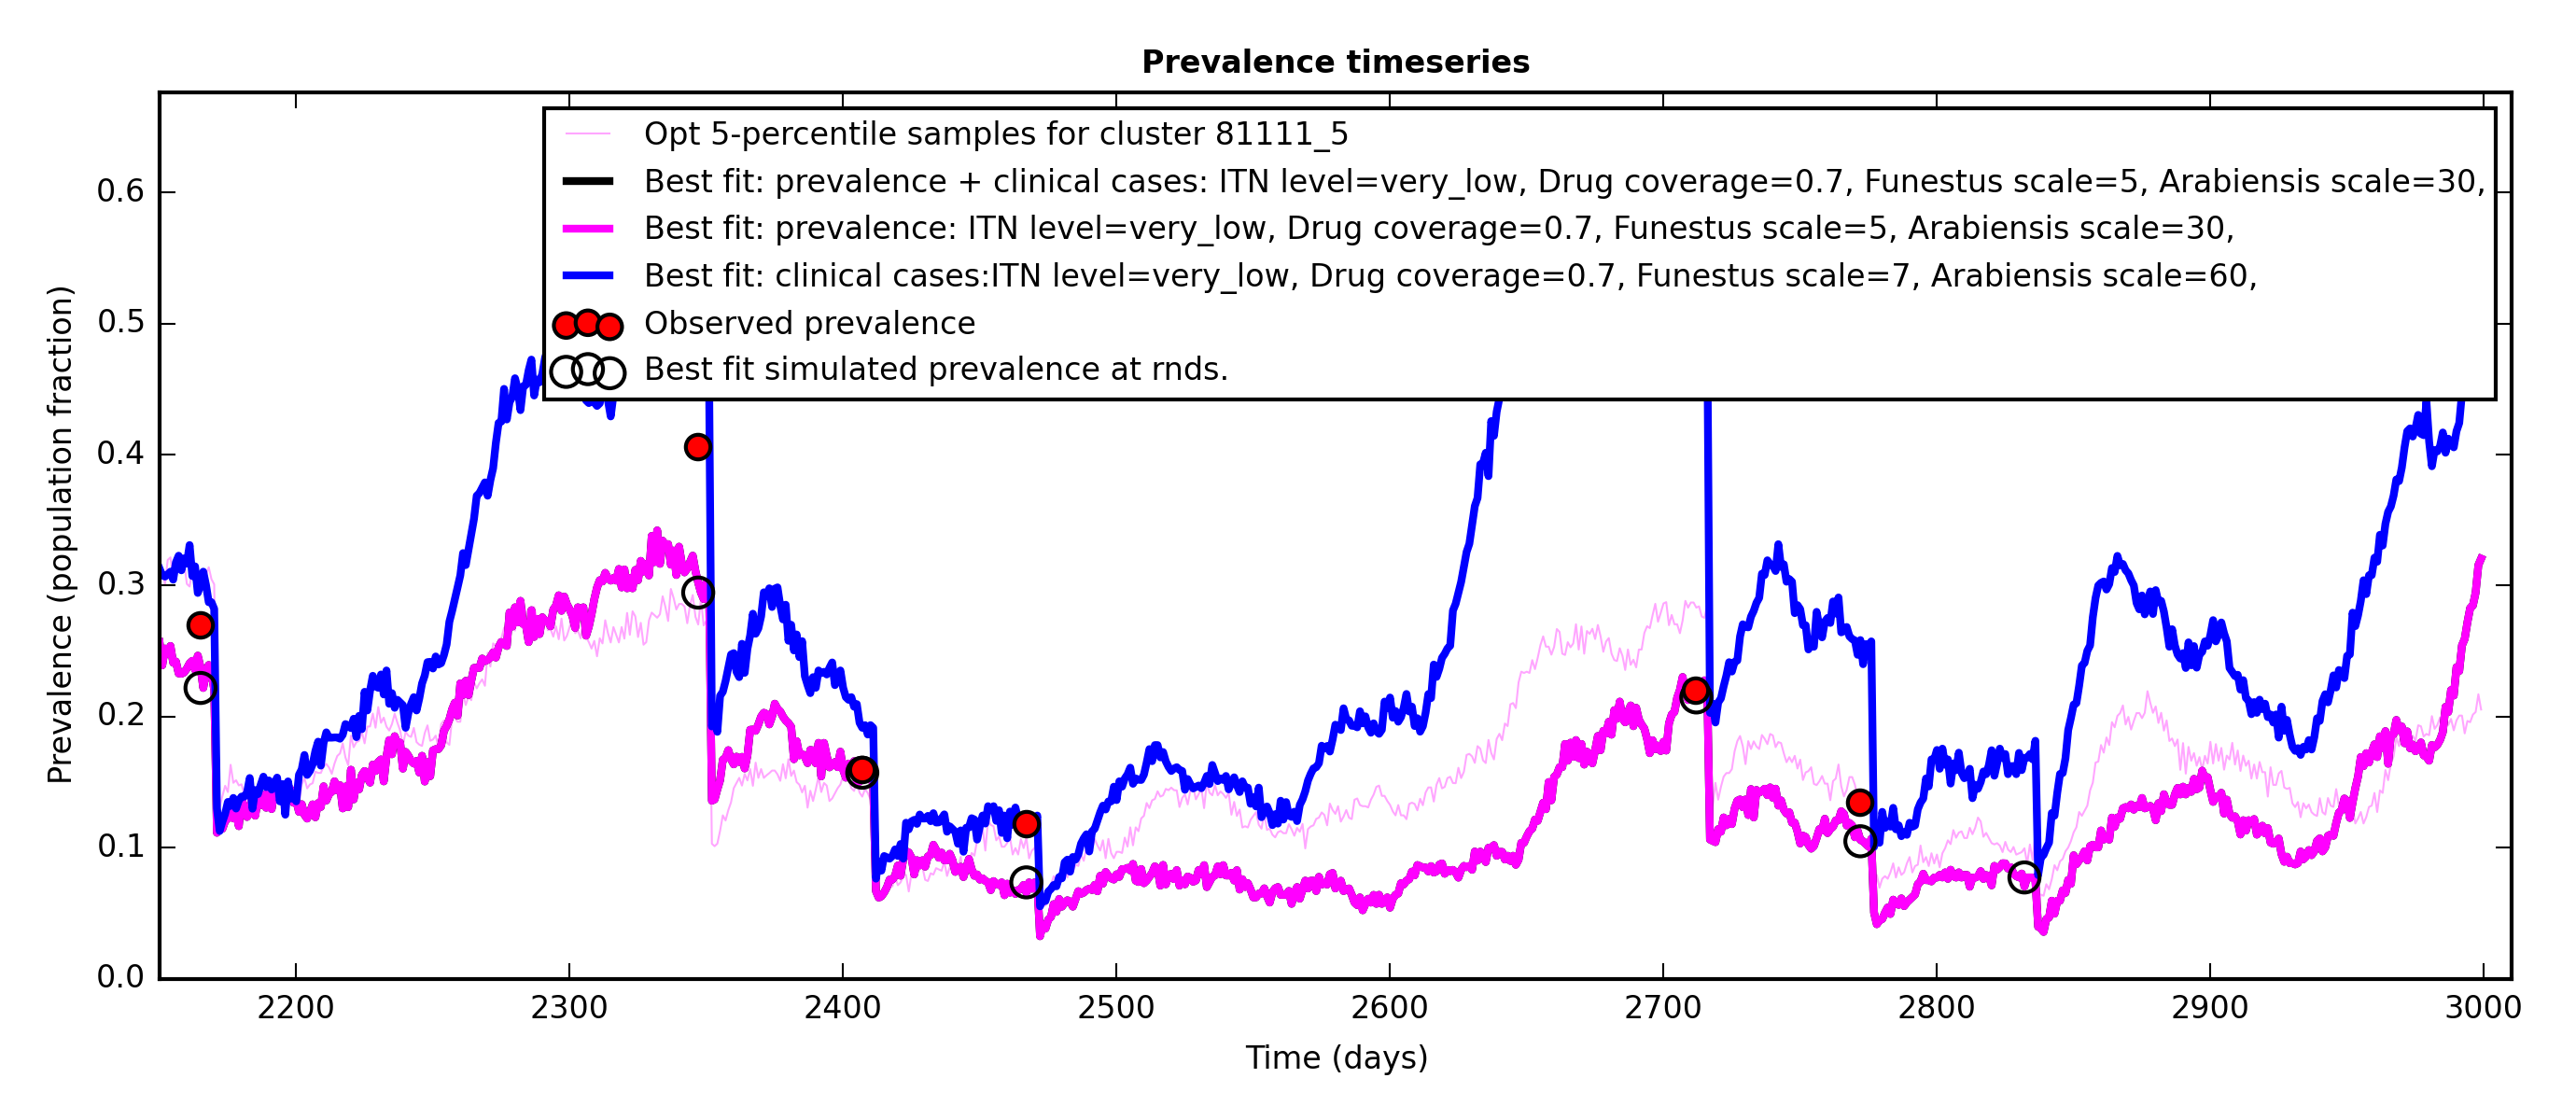 Prevalence timeseries
Opt 5-percentile samples for cluster 81111_5
Best fit: prevalence + clinical cases: ITN level=very_low, Drug coverage=0.7, Funestus scale=5, Arabiensis scale=30,
Best fit: prevalence: ITN level=very_low, Drug coverage=0.7, Funestus scale=5, Arabiensis scale=30,
Best fit: clinical cases:ITN level=very_low, Drug coverage=0.7, Funestus scale=7, Arabiensis scale=60,
Observed prevalence
Best fit simulated prevalence at rnds.
Prevalence (population fraction)
0.6
0.5
0.4
0.3
0.2
0.1
0.0
2200 2300 2400 2500 2600 2700 2800 2900 3000
Time (days)